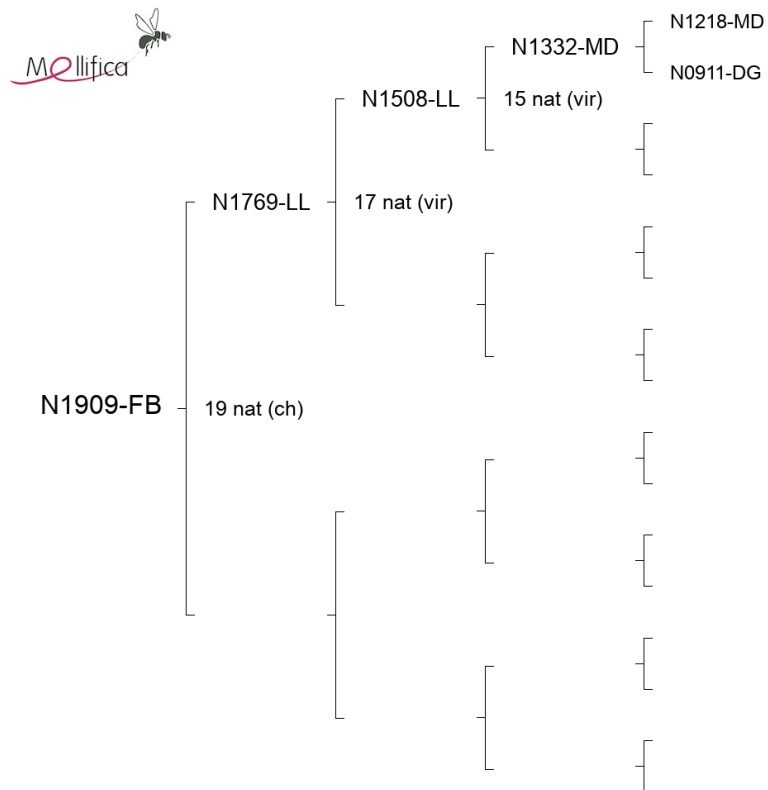 Mellifica
N1218-MD
N1332-MD
N0911-DG
N1508-LL
15 nat (vir)
N1769-LL
17 nat (vir)
N1909-FB
19 nat (ch)